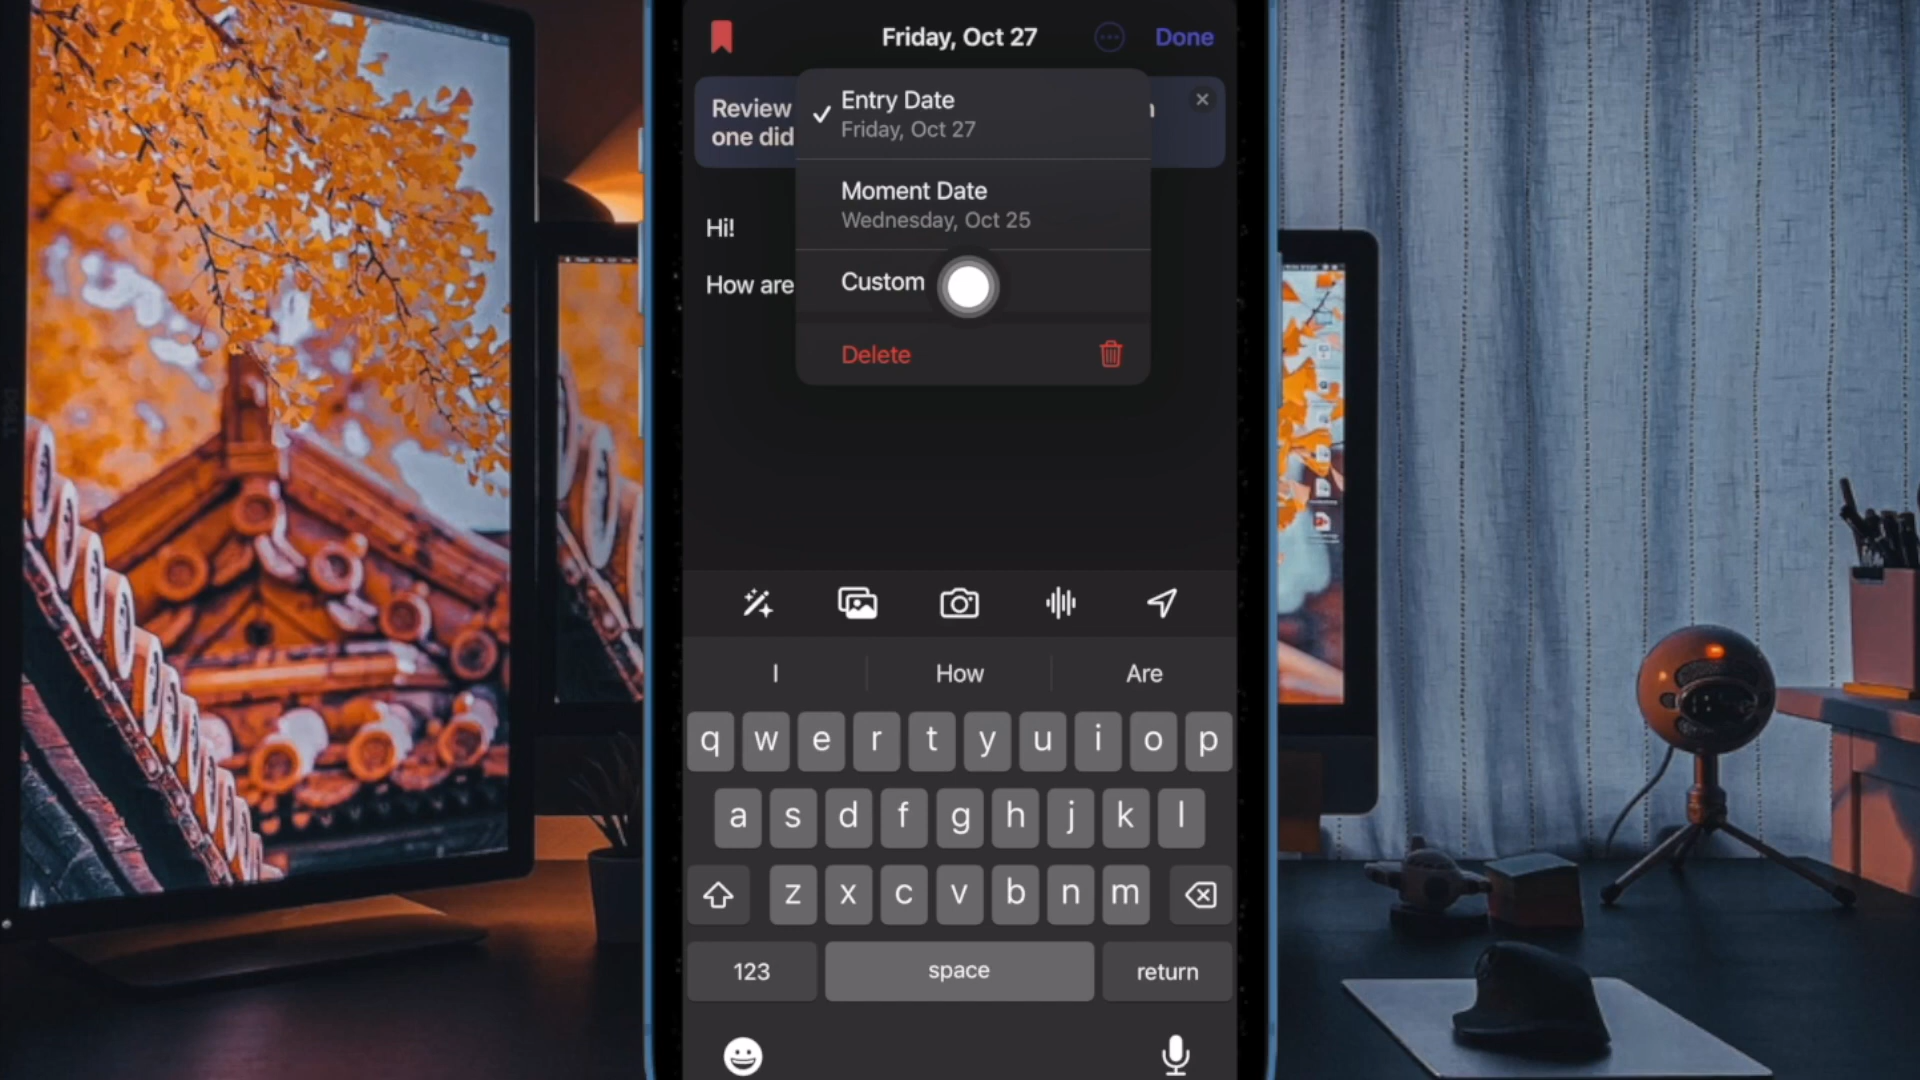 Friday, Oct 27
Done
Review
one did
Entry Date
Friday, Oct 27
Moment Date
Wednesday, Oct 25
Hi!
Custom
How are
Delete
I How Are
q w e r t y u i o p
a s d f g h j k l
z x c v b n m
123 space return